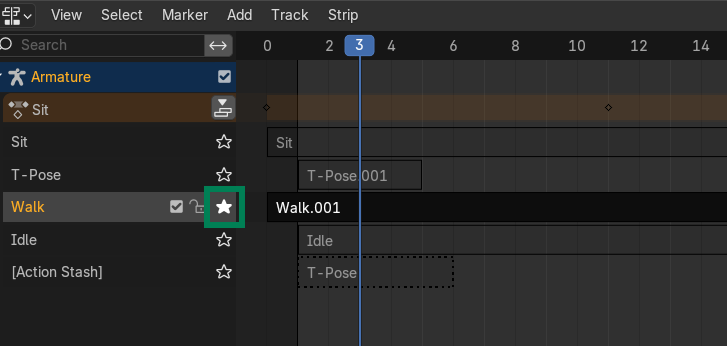 View Select Marker Add Track Strip
Search 0 2 3 4 6 8 10 12 14
Armature
Sit
Sit Sit
T-Pose T-Pose.001
Walk Walk.001
Idle Idle
[Action Stash] T-Pose